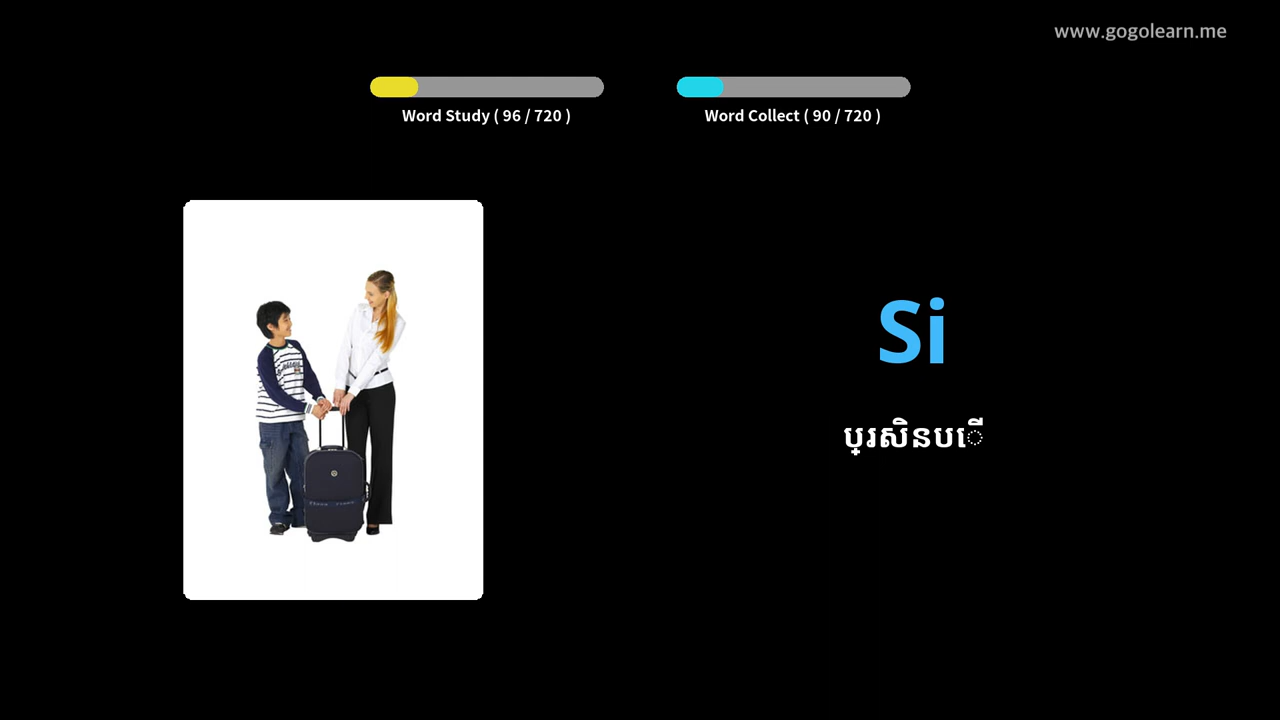 www.gogolearn.me
Word Study ( 96 / 720 )
Word Collect ( 90 / 720 )
Si
ប្រសិនបើ